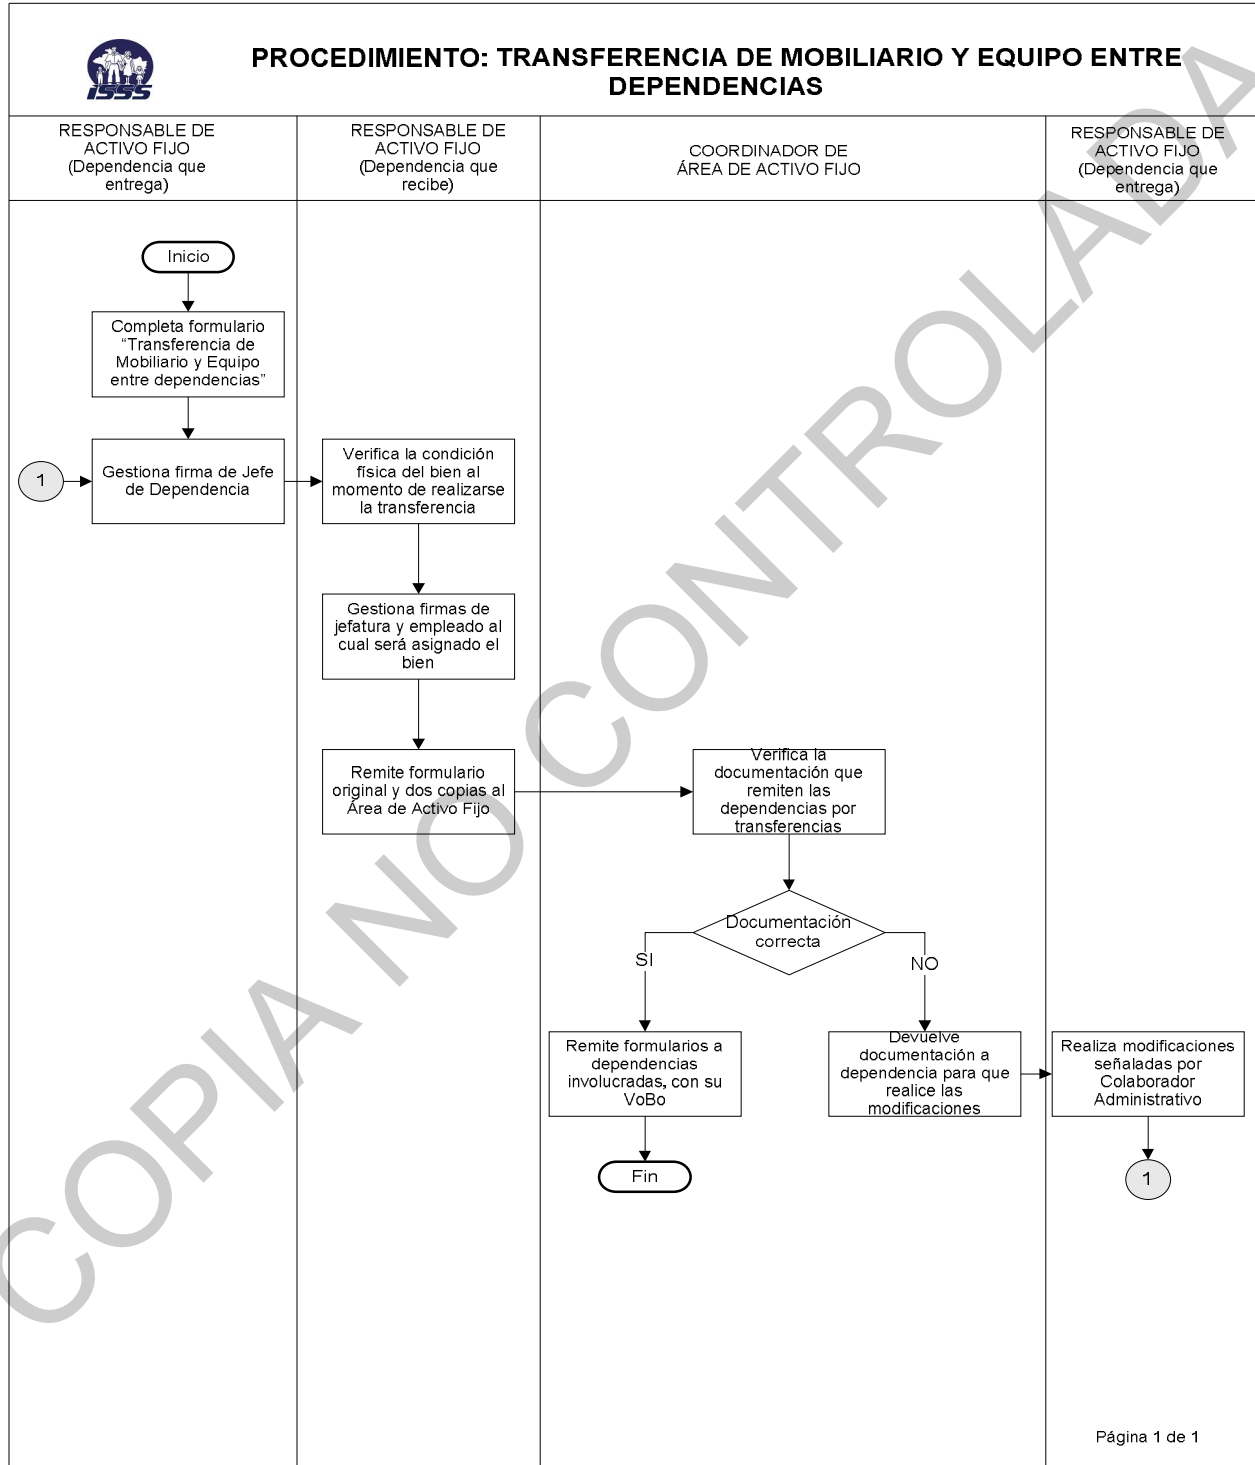 ISSS
PROCEDIMIENTO: TRANSFERENCIA DE MOBILIARIO Y EQUIPO ENTRE
DEPENDENCIAS
RESPONSABLE DE
ACTIVO FIJO
(Dependencia que
entrega)
RESPONSABLE DE
ACTIVO FIJO
(Dependencia que
recibe)
COORDINADOR DE
ÁREA DE ACTIVO FIJO
RESPONSABLE DE
ACTIVO FIJO
(Dependencia que
entrega)
Inicio
Completa formulario
“Transferencia de
Mobiliario y Equipo
entre dependencias”
1
Gestiona firma de Jefe
de Dependencia
Verifica la condición
física del bien al
momento de realizarse
la transferencia
Gestiona firmas de
jefatura y empleado al
cual será asignado el
bien
Remite formulario
original y dos copias al
Área de Activo Fijo
Verifica la
documentación que
remiten las
dependencias por
transferencias
Documentación
correcta
SI
NO
Remite formularios a
dependencias
involucradas, con su
VoBo
Devuelve
documentación a
dependencia para que
realice las
modificaciones
Realiza modificaciones
señaladas por
Colaborador
Administrativo
Fin
1
Página 1 de 1
COPIA NO CONTROLADA